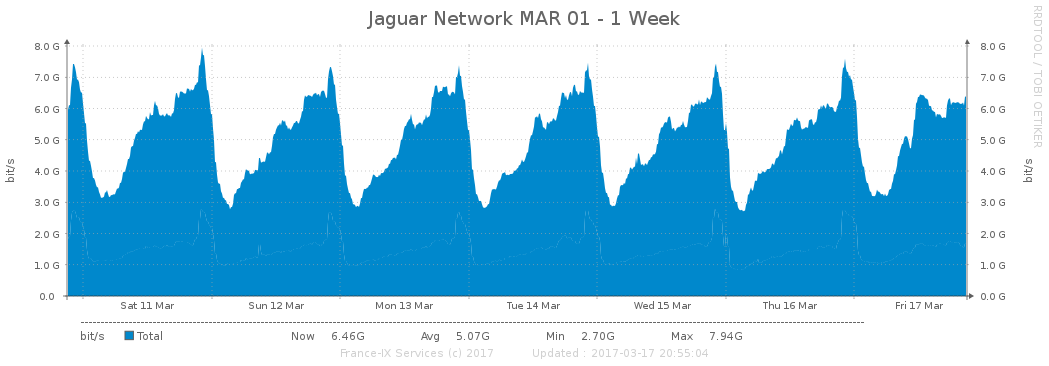 Jaguar Network MAR 01 - 1 Week
RRDTOOL / TOBI OETIKER
bit/s
8.0 G 8.0 G
7.0 G 7.0 G
6.0 G 6.0 G
5.0 G 5.0 G
4.0 G 4.0 G
3.0 G 3.0 G
2.0 G 2.0 G
1.0 G 1.0 G
0.0 0.0 G
bit/s
Sat 11 Mar Sun 12 Mar Mon 13 Mar Tue 14 Mar Wed 15 Mar Thu 16 Mar Fri 17 Mar
bit/s Total Now 6.46G Avg 5.07G Min 2.70G Max 7.94G
France-IX Services (c) 2017 Updated : 2017-03-17 20:55:04